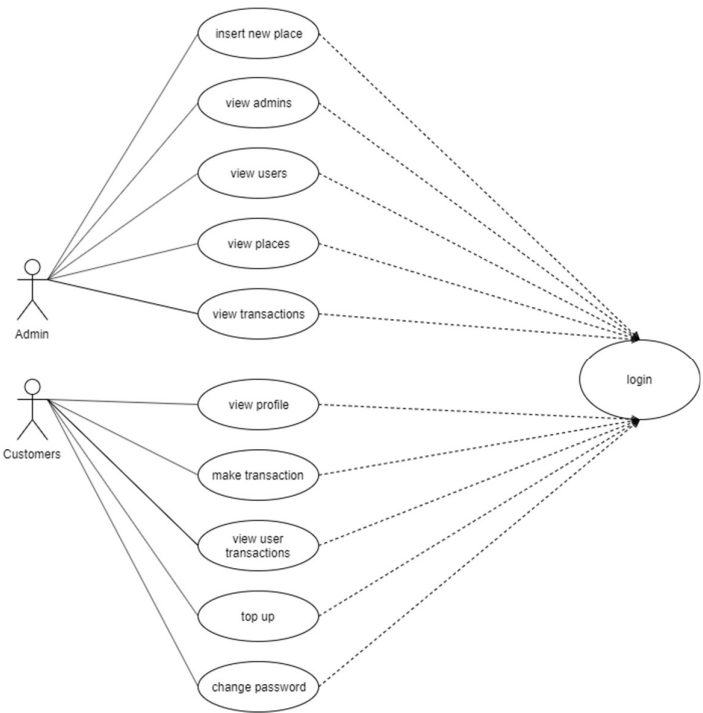 insert new place
view admins
view users
view places
view transactions
Admin
login
view profile
Customers
make transaction
view user
transactions
top up
change password